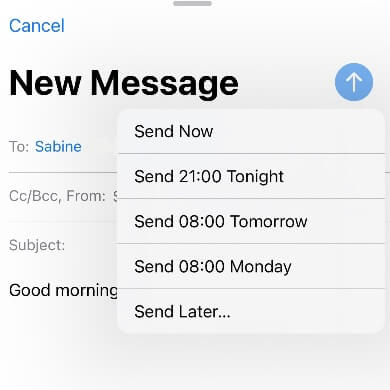 Cancel
New Message
Send Now
To: Sabine
Send 21:00 Tonight
Cc/Bcc, From:
Send 08:00 Tomorrow
Subject:
Send 08:00 Monday
Good morning
Send Later...